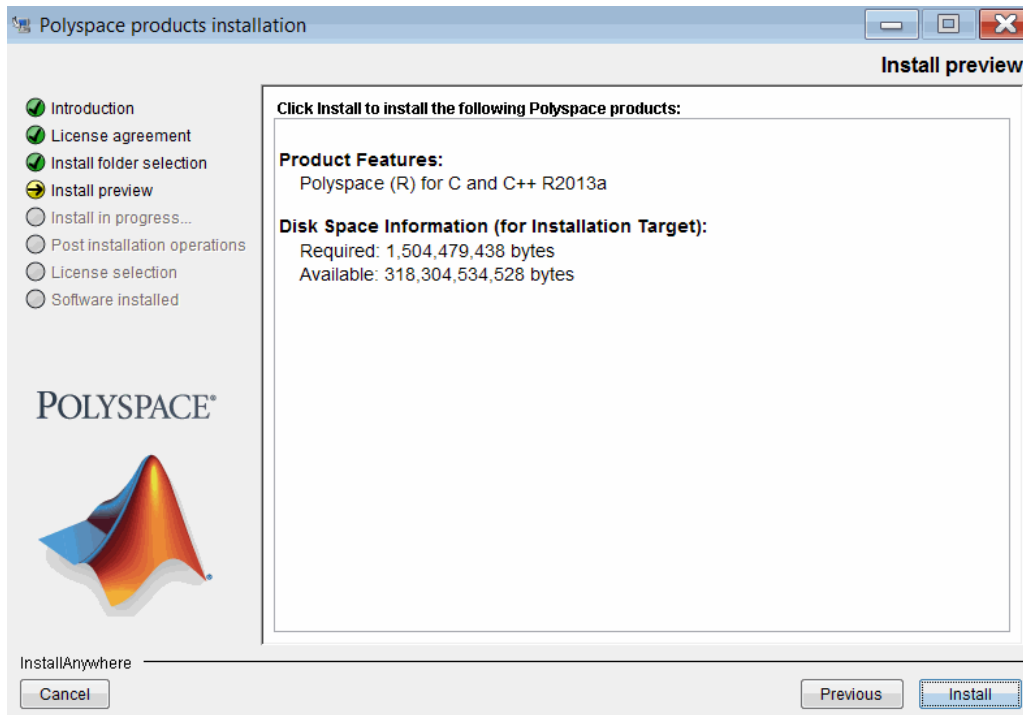 Polyspace products installation
Install preview
Introduction
License agreement
Install folder selection
Install preview
Install in progress...
Post installation operations
License selection
Software installed
POLYSPACE®
Click Install to install the following Polyspace products:
Product Features:
Polyspace (R) for C and C++ R2013a
Disk Space Information (for Installation Target):
Required: 1,504,479,438 bytes
Available: 318,304,534,528 bytes
InstallAnywhere
Cancel
Previous
Install